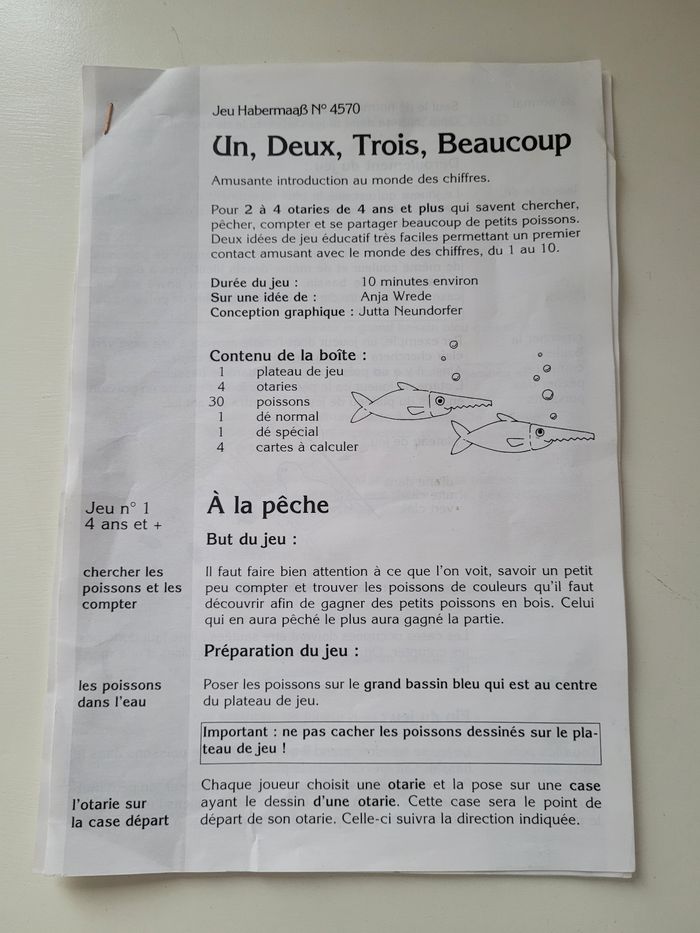 Jeu Habermaaß N° 4570
Un, Deux, Trois, Beaucoup
Amusante introduction au monde des chiffres.
Pour 2 à 4 otaries de 4 ans et plus qui savent chercher,
pêcher, compter et se partager beaucoup de petits poissons.
Deux idées de jeu éducatif très faciles permettant un premier
contact amusant avec le monde des chiffres, du 1 au 10.
Durée du jeu : 10 minutes environ
Sur une idée de : Anja Wrede
Conception graphique : Jutta Neundorfer
Contenu de la boîte :
1 plateau de jeu
4 otaries
30 poissons
1 dé normal
1 dé spécial
4 cartes à calculer
Jeu n° 1
4 ans et +
À la pêche
But du jeu :
chercher les
poissons et les
compter
Il faut faire bien attention à ce que l'on voit, savoir un petit
peu compter et trouver les poissons de couleurs qu'il faut
découvrir afin de gagner des petits poissons en bois. Celui
qui en aura pêché le plus aura gagné la partie.
Préparation du jeu :
les poissons
dans l'eau
Poser les poissons sur le grand bassin bleu qui est au centre
du plateau de jeu.
Important : ne pas cacher les poissons dessinés sur le pla-
teau de jeu !
l'otarie sur
la case départ
Chaque joueur choisit une otarie et la pose sur une case
ayant le dessin d'une otarie. Cette case sera le point de
départ de son otarie. Celle-ci suivra la direction indiquée.